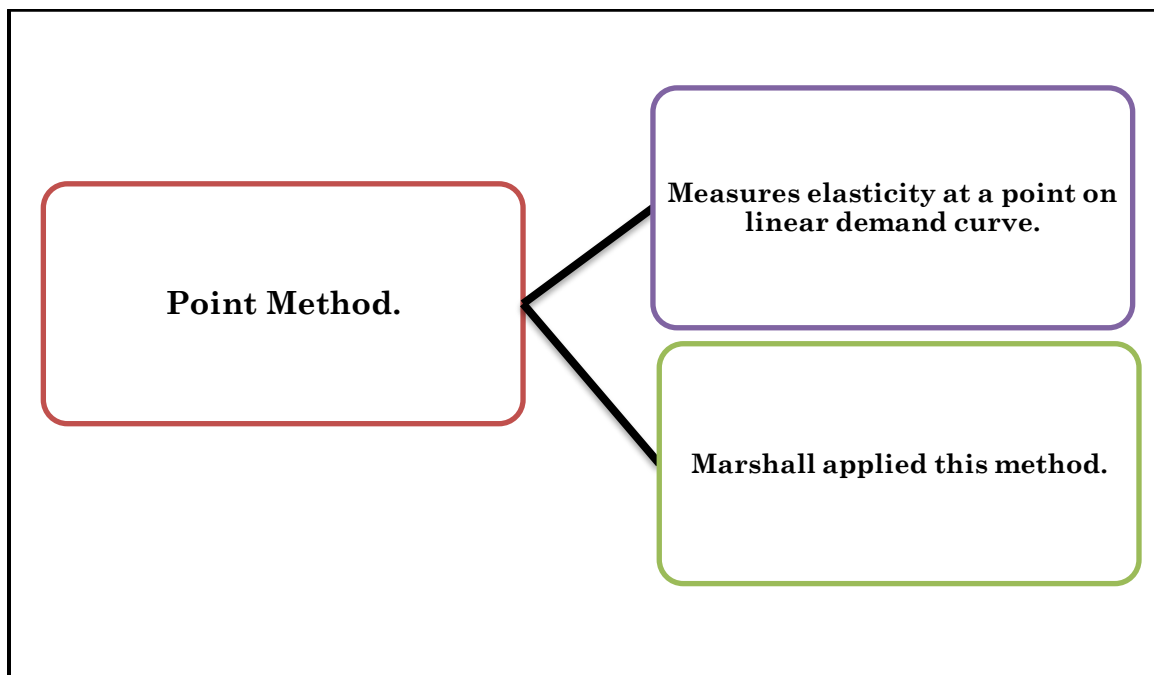 Point Method.
Measures elasticity at a point on
linear demand curve.
Marshall applied this method.